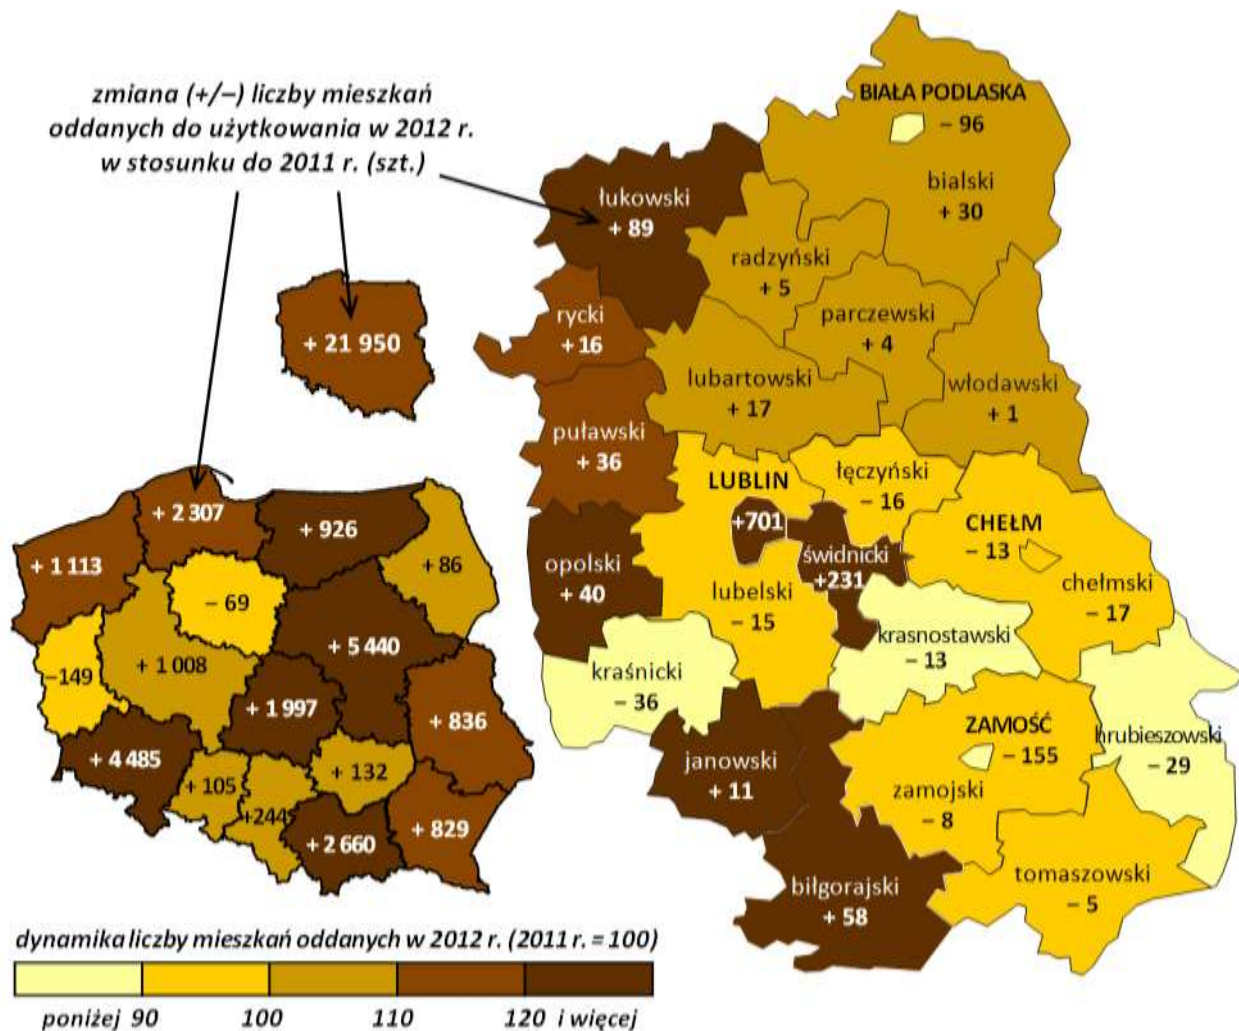 zmiana (+/–) liczby mieszkań
oddanych do użytkowania w 2012 r.
w stosunku do 2011 r. (szt.)
+ 21 950
+ 2 307
+ 926
+ 1 113
+ 86
– 69
+ 5 440
+ 1 008
–149
+ 1 997
+ 836
+ 4 485
+ 132
+ 105
+244
+ 829
+ 2 660
BIAŁA PODLASKA
– 96
bialski
+ 30
łukowski
+ 89
radzyński
+ 5
rycki
+ 16
parczewski
+ 4
lubartowski
+ 17
włodawski
+ 1
puławski
+ 36
LUBLIN
+701
łęczyński
– 16
CHEŁM
– 13
świdnicki
+231
opolski
+ 40
lubelski
– 15
chełmski
– 17
krasnostawski
– 13
kraśnicki
– 36
ZAMOŚĆ
– 155
hrubieszowski
– 29
janowski
+ 11
zamojski
– 8
biłgorajski
+ 58
tomaszowski
– 5
dynamika liczby mieszkań oddanych w 2012 r. (2011 r. = 100)
poniżej 90 100 110 120 i więcej